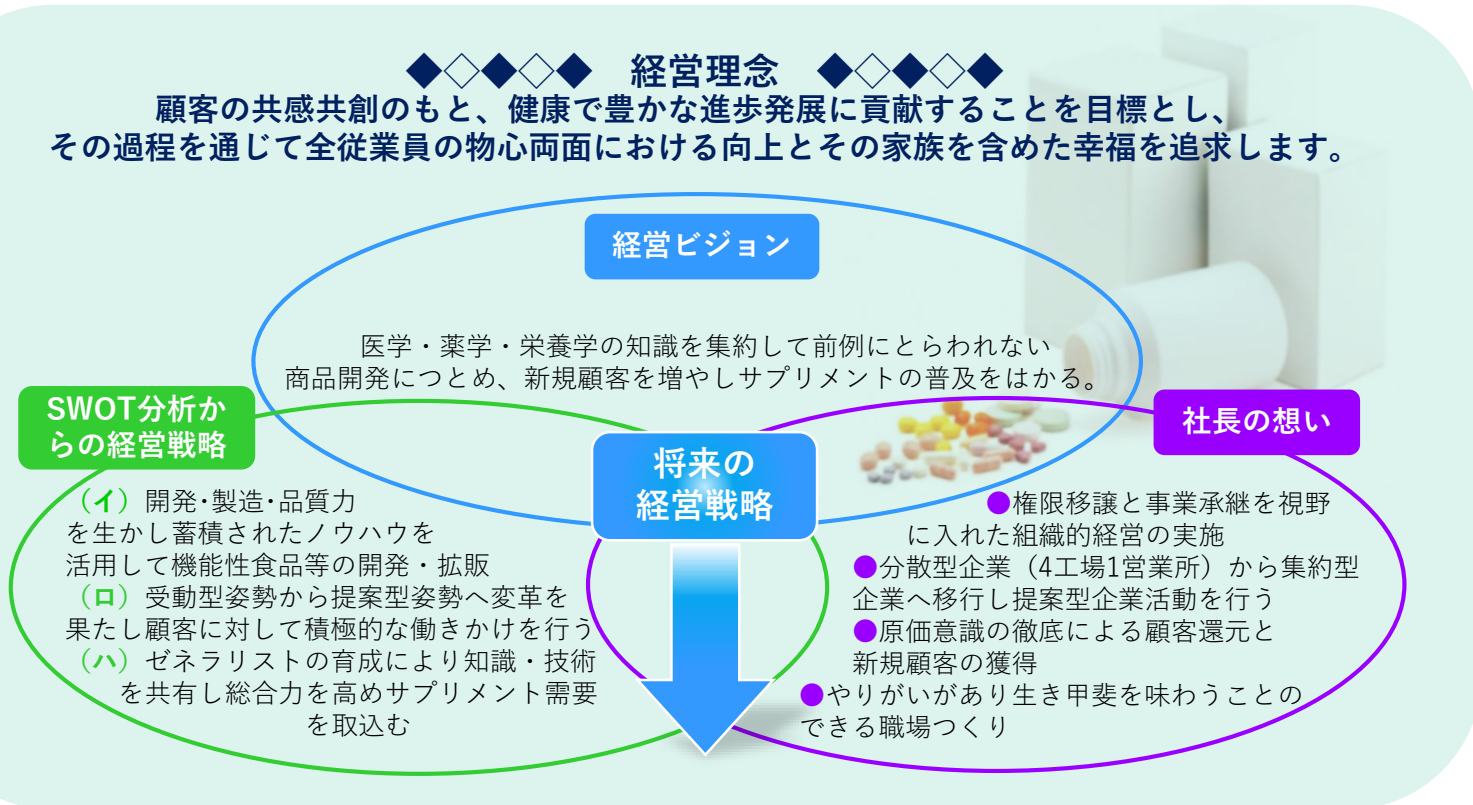 ◆◇◆◇◆　経営理念　◆◇◆◇◆
顧客の共感共創のもと、健康で豊かな進歩発展に貢献することを目標とし、
その過程を通じて全従業員の物心両面における向上とその家族を含めた幸福を追求します。
経営ビジョン
医学・薬学・栄養学の知識を集約して前例にとらわれない
商品開発につとめ、新規顧客を増やしサプリメントの普及をはかる。
SWOT分析か
らの経営戦略
（イ）開発･製造･品質力
を生かし蓄積されたノウハウを
活用して機能性食品等の開発・拡販
（ロ）受動型姿勢から提案型姿勢へ変革を
果たし顧客に対して積極的な働きかけを行う
（ハ）ゼネラリストの育成により知識・技術
を共有し総合力を高めサプリメント需要
を取込む
将来の
経営戦略
社長の想い
●権限移譲と事業承継を視野
に入れた組織的経営の実施
●分散型企業（4工場1営業所）から集約型
企業へ移行し提案型企業活動を行う
●原価意識の徹底による顧客還元と
新規顧客の獲得
●やりがいがあり生き甲斐を味わうことの
できる職場つくり